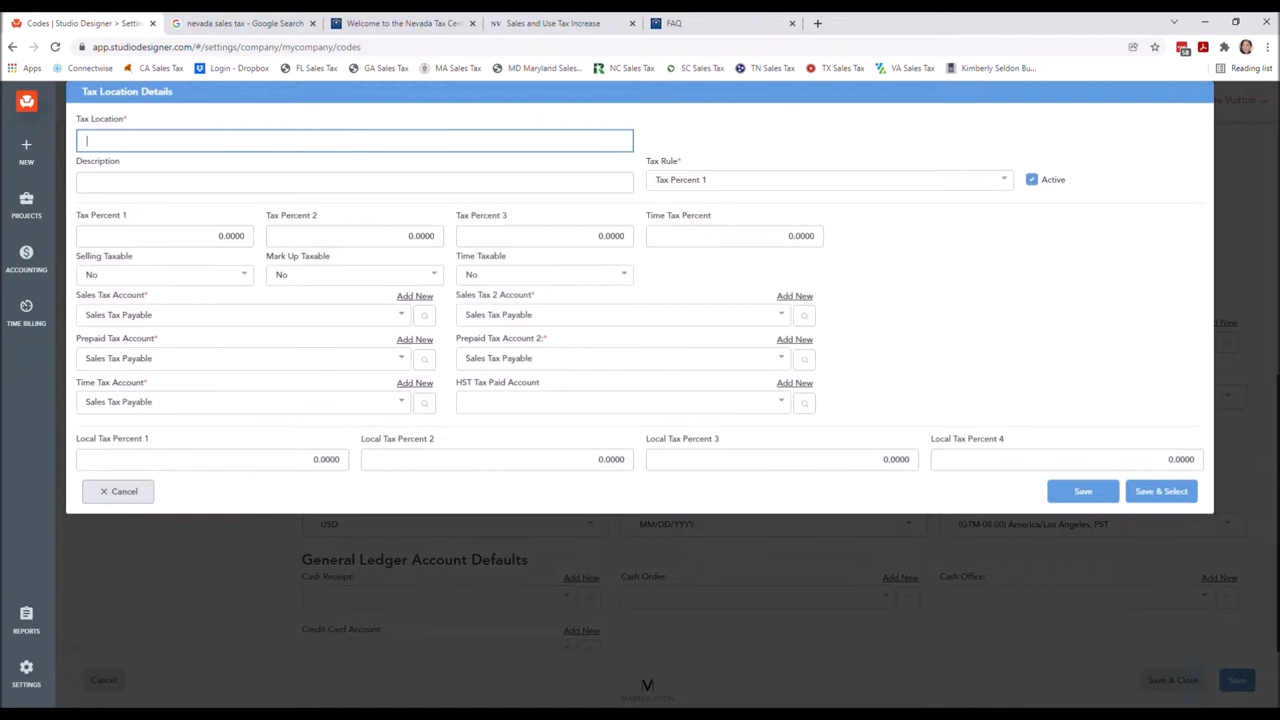 Codes | Studio Designer > Settin
nevada sales tax - Google Search
Welcome to the Nevada Tax Cent
NV Sales and Use Tax Increase
FAQ
app.studiodesigner.com/#/settings/company/mycompany/codes
58
Apps Connectwise CA Sales Tax Login - Dropbox FL Sales Tax GA Sales Tax MA Sales Tax MD Maryland Sales... NC Sales Tax SC Sales Tax TN Sales Tax TX Sales Tax VA Sales Tax Kimberly Seldon Bu... Reading list
Tax Location Details
Vuitton
Tax Location*
NEW
Description
Tax Rule*
Tax Percent 1
Active
PROJECTS
Tax Percent 1 Tax Percent 2 Tax Percent 3 Time Tax Percent
0.0000 0.0000 0.0000 0.0000
Selling Taxable Mark Up Taxable Time Taxable
ACCOUNTING
No No No
Sales Tax Account* Add New Sales Tax 2 Account* Add New
TIME BILLING
Sales Tax Payable Sales Tax Payable
Prepaid Tax Account* Add New Prepaid Tax Account 2:* Add New
Sales Tax Payable Sales Tax Payable
Time Tax Account* Add New HST Tax Paid Account Add New
Sales Tax Payable
Local Tax Percent 1 Local Tax Percent 2 Local Tax Percent 3 Local Tax Percent 4
0.0000 0.0000 0.0000 0.0000
Cancel Save Save & Select
USD MM/DD/YYYY (GTM-08.00) America/Los Angeles, PST
General Ledger Account Defaults
Cash Receipt: Add New Cash Order: Add New Cash Office: Add New
Credit Card Account: Add New
REPORTS
SETTINGS
Cancel Save & Close Save